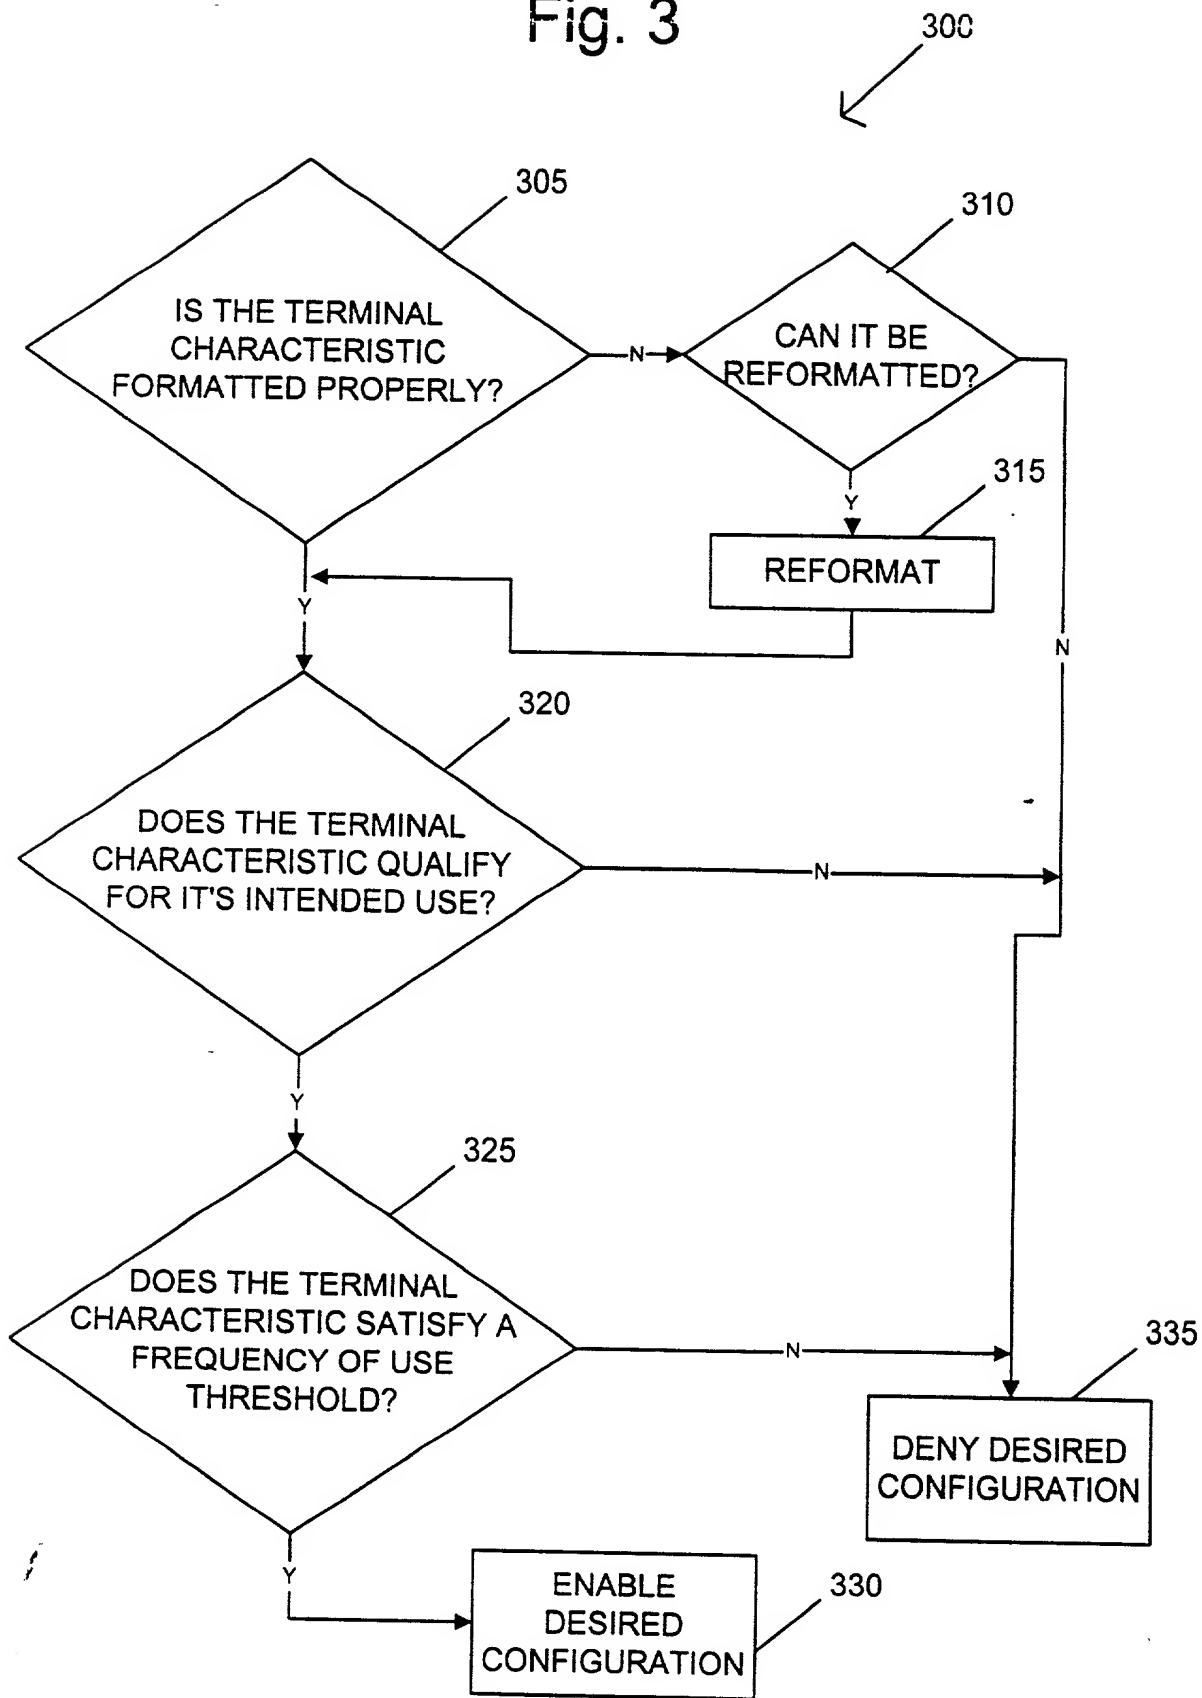 Fig. 3
300
305
310
IS THE TERMINAL
CHARACTERISTIC
FORMATTED PROPERLY?
N
CAN IT BE
REFORMATTED?
Y
315
REFORMAT
Y
N
320
DOES THE TERMINAL
CHARACTERISTIC QUALIFY
FOR IT'S INTENDED USE?
N
Y
325
DOES THE TERMINAL
CHARACTERISTIC SATISFY A
FREQUENCY OF USE
THRESHOLD?
N
335
DENY DESIRED
CONFIGURATION
Y
ENABLE
DESIRED
CONFIGURATION
330